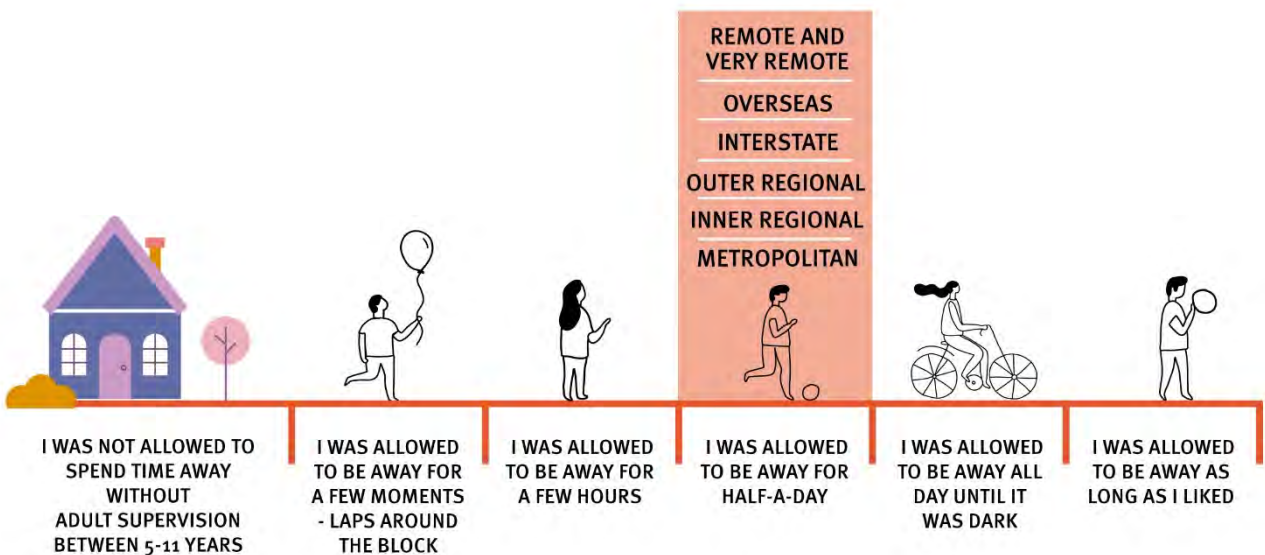 REMOTE AND
VERY REMOTE
OVERSEAS
INTERSTATE
OUTER REGIONAL
INNER REGIONAL
METROPOLITAN
I WAS NOT ALLOWED TO
SPEND TIME AWAY
WITHOUT
ADULT SUPERVISION
BETWEEN 5-11 YEARS
I WAS ALLOWED
TO BE AWAY FOR
A FEW MOMENTS
- LAPS AROUND
THE BLOCK
I WAS ALLOWED
TO BE AWAY FOR
A FEW HOURS
I WAS ALLOWED
TO BE AWAY FOR
HALF-A-DAY
I WAS ALLOWED
TO BE AWAY ALL
DAY UNTIL IT
WAS DARK
I WAS ALLOWED
TO BE AWAY AS
LONG AS I LIKED